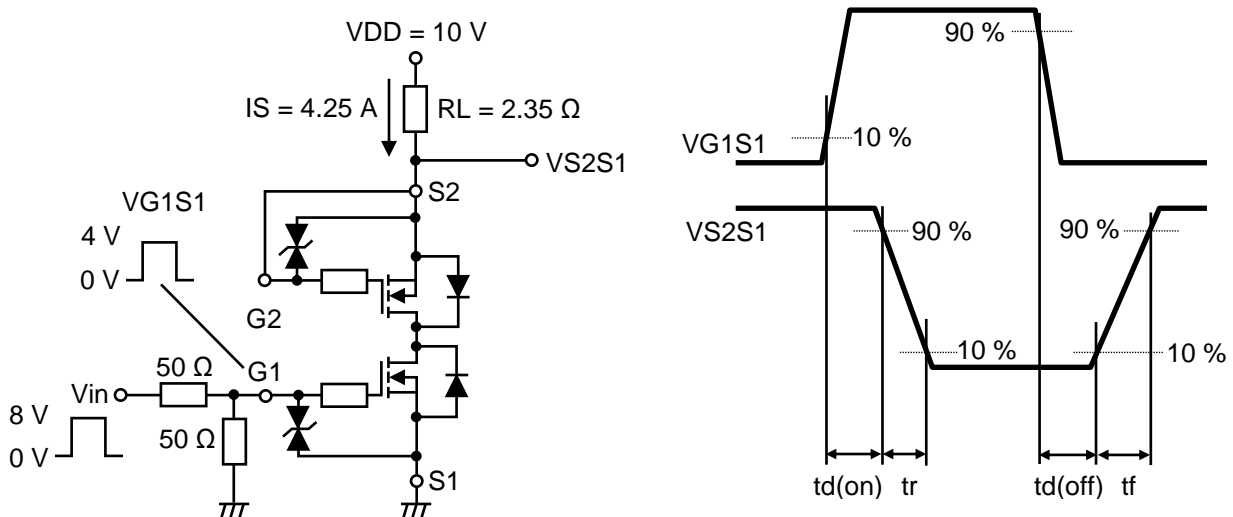 VDD = 10 V
IS = 4.25 A
RL = 2.35 Ω
VS2S1
S2
VG1S1
4 V
0 V
G2
50 Ω
G1
Vin
8 V
0 V
50 Ω
S1
90 %
VG1S1
10 %
VS2S1
90 %
90 %
10 %
10 %
td(on)
tr
td(off)
tf